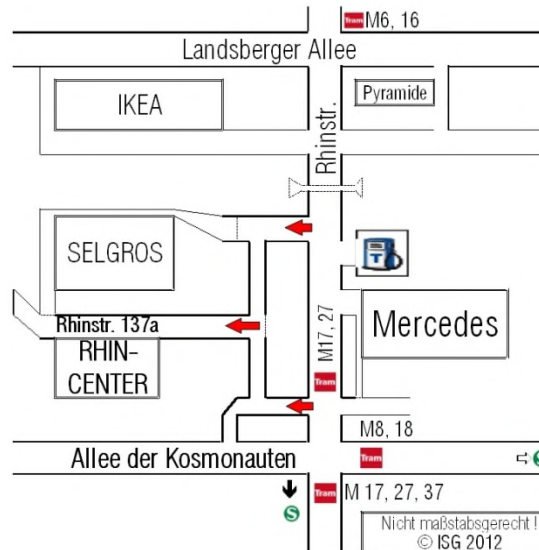 Tram M6, 16
Landsberger Allee
IKEA
Pyramide
Rhinstr.
SELGROS
T
Rhinstr. 137a
M17, 27
Mercedes
RHIN-
CENTER
Tram
M8, 18
Allee der Kosmonauten
Tram
S
Tram M 17, 27, 37
S
Nicht maßstabsgerecht !
© ISG 2012